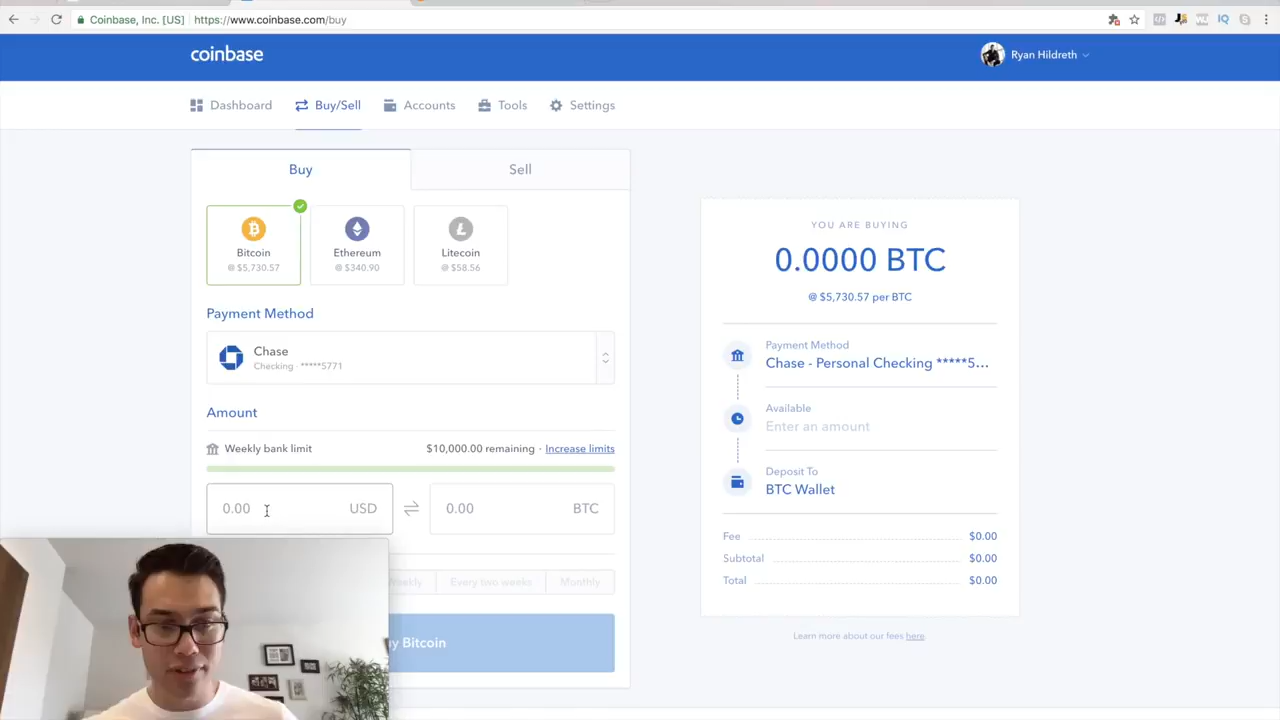 Coinbase, Inc. [US] https://www.coinbase.com/buy
coinbase
Ryan Hildreth
Dashboard Buy/Sell Accounts Tools Settings
Buy Sell
Bitcoin
@ $5,730.57
Ethereum
@ $340.90
Litecoin
@ $58.56
Payment Method
Chase
Checking · *****5771
Amount
Weekly bank limit $10,000.00 remaining · Increase limits
0.00 USD 0.00 BTC
Every two weeks Monthly
Bitcoin
YOU ARE BUYING
0.0000 BTC
@ $5,730.57 per BTC
Payment Method
Chase - Personal Checking *****5...
Available
Enter an amount
Deposit To
BTC Wallet
Fee $0.00
Subtotal $0.00
Total $0.00
Learn more about our fees here.